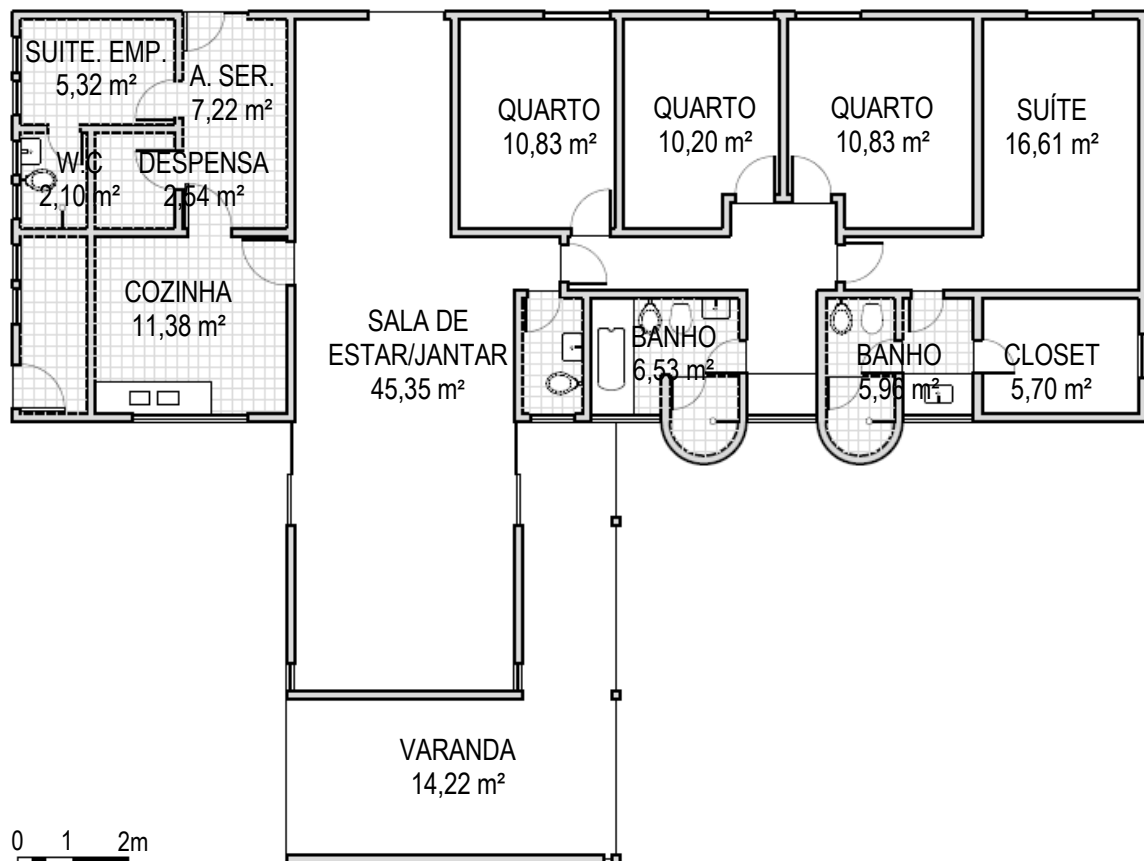 SUITE. EMP.
5,32 m²
A. SER.
7,22 m²
QUARTO
10,83 m²
QUARTO
10,20 m²
QUARTO
10,83 m²
SUÍTE
16,61 m²
W.C
2,10 m²
DESPENSA
2,54 m²
COZINHA
11,38 m²
SALA DE
ESTAR/JANTAR
45,35 m²
BANHO
6,53 m²
BANHO
5,96 m²
CLOSET
5,70 m²
VARANDA
14,22 m²
0 1 2m